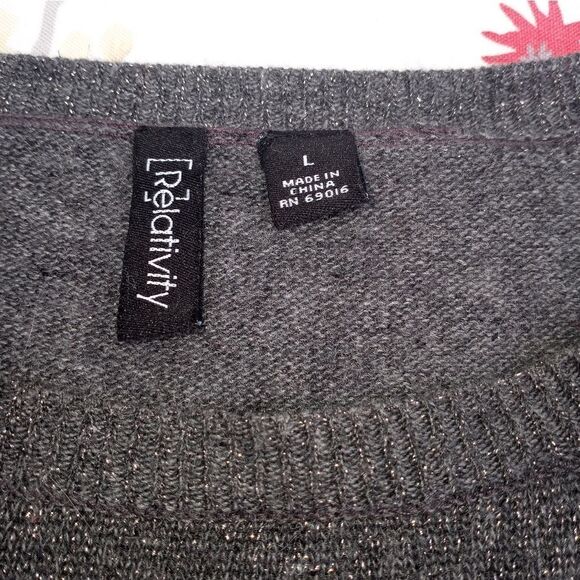 [Relativity]
L
MADE IN
CHINA
RN 69016